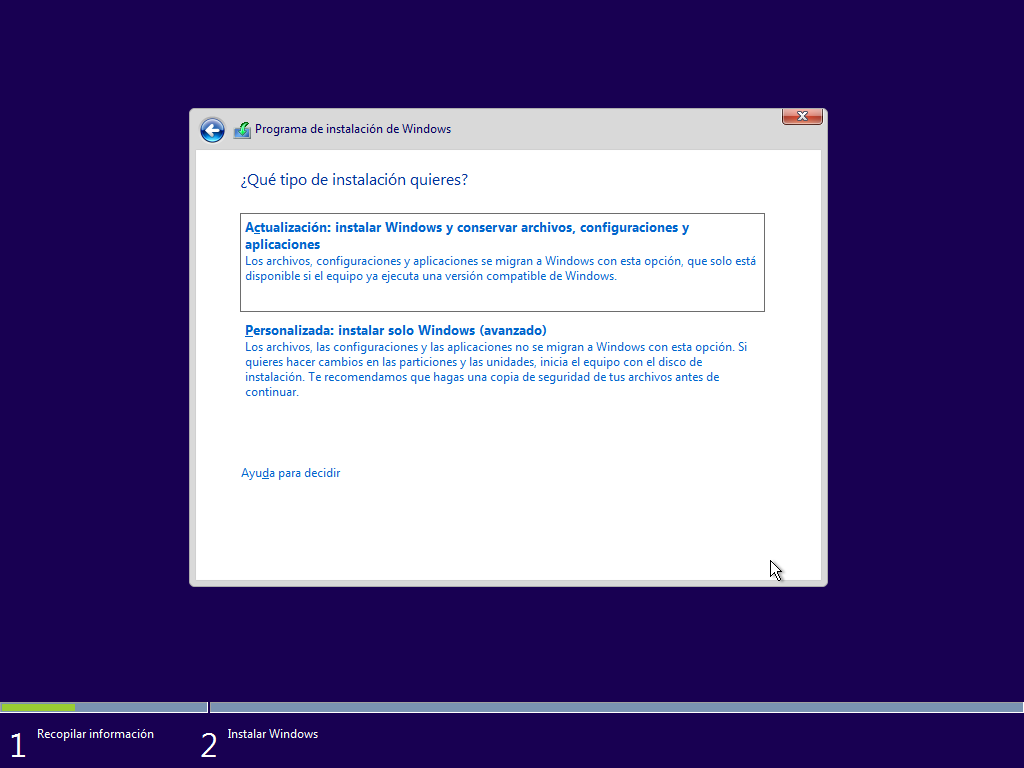 Programa de instalación de Windows
¿Qué tipo de instalación quieres?
Actualización: instalar Windows y conservar archivos, configuraciones y
aplicaciones
Los archivos, configuraciones y aplicaciones se migran a Windows con esta opción, que solo está
disponible si el equipo ya ejecuta una versión compatible de Windows.
Personalizada: instalar solo Windows (avanzado)
Los archivos, las configuraciones y las aplicaciones no se migran a Windows con esta opción. Si
quieres hacer cambios en las particiones y las unidades, inicia el equipo con el disco de
instalación. Te recomendamos que hagas una copia de seguridad de tus archivos antes de
continuar.
Ayuda para decidir
1 Recopilar información
2 Instalar Windows